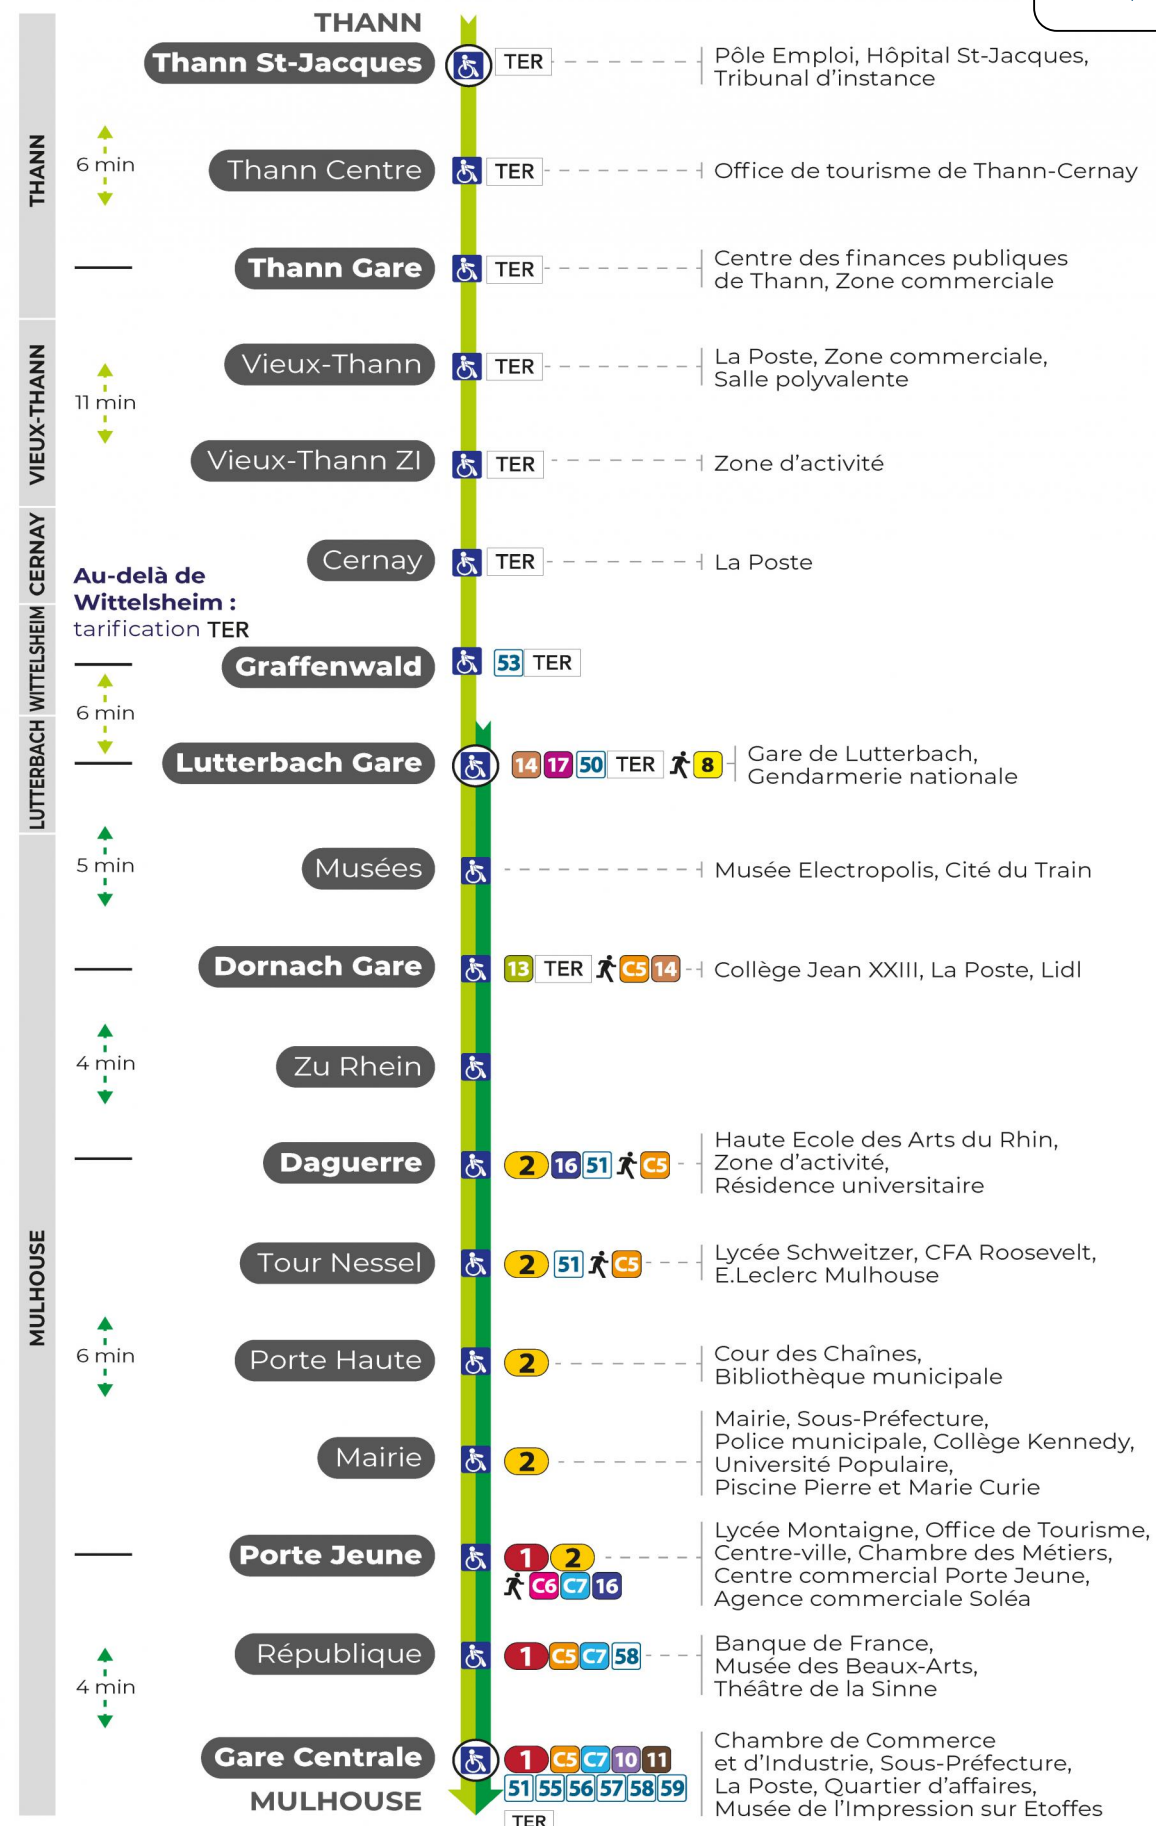 THANN
Thann St-Jacques
TER
Pôle Emploi, Hôpital St-Jacques,
Tribunal d’instance
THANN
6 min
Thann Centre
TER
Office de tourisme de Thann-Cernay
Thann Gare
TER
Centre des finances publiques
de Thann, Zone commerciale
VIEUX-THANN
Vieux-Thann
TER
La Poste, Zone commerciale,
Salle polyvalente
11 min
Vieux-Thann ZI
TER
Zone d’activité
CERNAY
Cernay
TER
La Poste
Au-delà de
Wittelsheim :
tarification TER
WITTELSHEIM
Graffenwald
53 TER
6 min
LUTTERBACH
Lutterbach Gare
14 17 50 TER 8
Gare de Lutterbach,
Gendarmerie nationale
MULHOUSE
5 min
Musées
Musée Electropolis, Cité du Train
Dornach Gare
13 TER C5 14
Collège Jean XXIII, La Poste, Lidl
4 min
Zu Rhein
Daguerre
2 16 51 C5
Haute Ecole des Arts du Rhin,
Zone d’activité,
Résidence universitaire
Tour Nessel
2 51 C5
Lycée Schweitzer, CFA Roosevelt,
E.Leclerc Mulhouse
6 min
Porte Haute
2
Cour des Chaînes,
Bibliothèque municipale
Mairie
2
Mairie, Sous-Préfecture,
Police municipale, Collège Kennedy,
Université Populaire,
Piscine Pierre et Marie Curie
Porte Jeune
1 2
C6 C7 16
Lycée Montaigne, Office de Tourisme,
Centre-ville, Chambre des Métiers,
Centre commercial Porte Jeune,
Agence commerciale Soléa
République
1 C5 C7 58
Banque de France,
Musée des Beaux-Arts,
Théâtre de la Sinne
4 min
Gare Centrale
1 C5 C7 10 11
51 55 56 57 58 59
TER
Chambre de Commerce
et d’Industrie, Sous-Préfecture,
La Poste, Quartier d’affaires,
Musée de l’Impression sur Etoffes
MULHOUSE